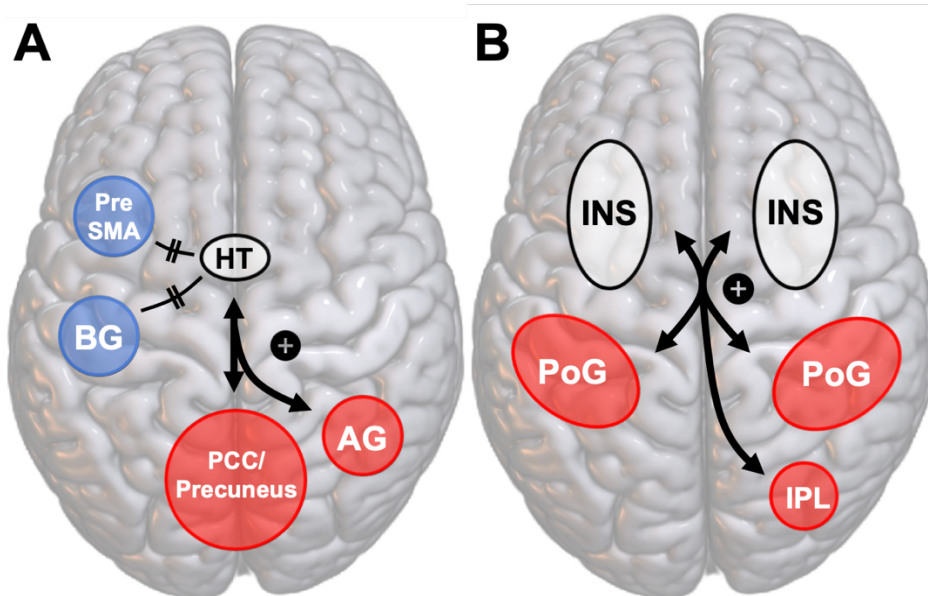 A
Pre
SMA
HT
BG
+
PCC/
Precuneus
AG
B
INS
INS
+
PoG
PoG
IPL